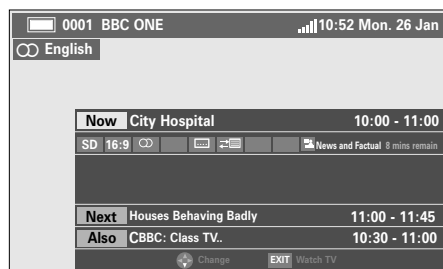 0001 BBC ONE 10:52 Mon. 26 Jan
English
Now City Hospital 10:00 - 11:00
SD 16:9 News and Factual 8 mins remain
Next Houses Behaving Badly 11:00 - 11:45
Also CBBC: Class TV.. 10:30 - 11:00
Change EXIT Watch TV